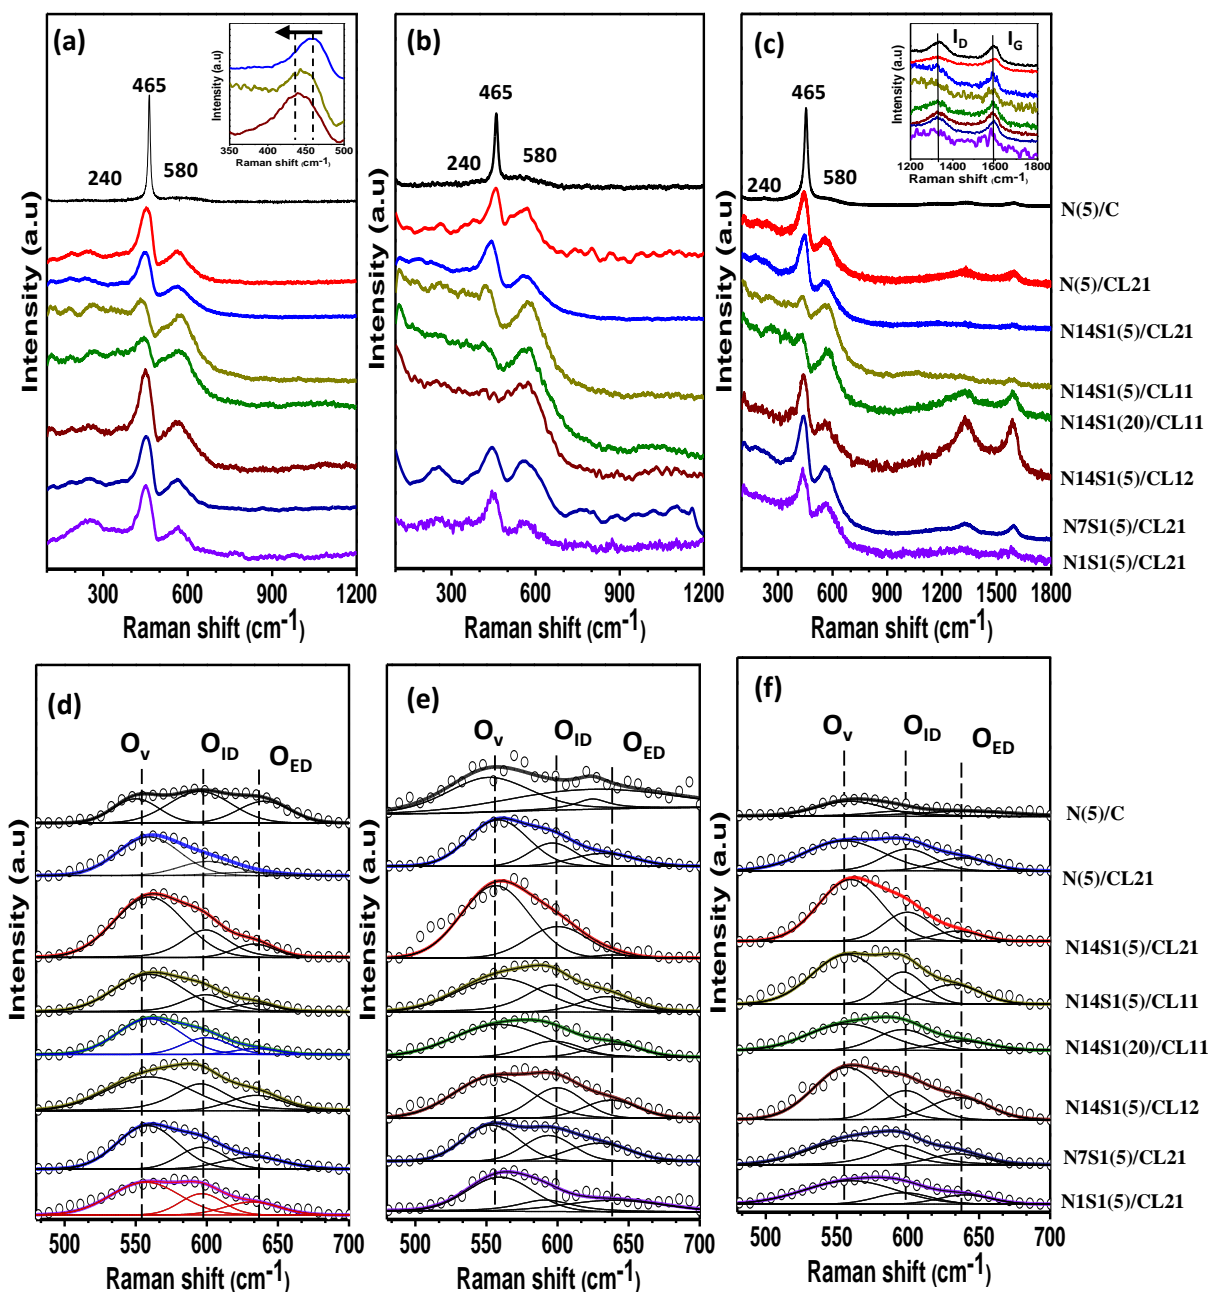 (a)
465
240
580
Intensity (a.u)
Raman shift (cm-1)
300
600
900
1200
Intensity (a.u)
Raman shift (cm-1)
350
400
450
500
(b)
465
240
580
Intensity (a.u)
Raman shift (cm-1)
300
600
900
1200
(c)
465
240
580
Intensity (a.u)
Raman shift (cm-1)
300
600
900
1200
1500
1800
ID
IG
Intensity (a.u)
Raman shift (cm-1)
1200
1400
1600
1800
N(5)/C
N(5)/CL21
N14S1(5)/CL21
N14S1(5)/CL11
N14S1(20)/CL11
N14S1(5)/CL12
N7S1(5)/CL21
N1S1(5)/CL21
(d)
Ov
OID
OED
Intensity (a.u)
Raman shift (cm-1)
500
550
600
650
700
(e)
Ov
OID
OED
Intensity (a.u)
Raman shift (cm-1)
500
550
600
650
700
(f)
Ov
OID
OED
Intensity (a.u)
Raman shift (cm-1)
500
550
600
650
700
N(5)/C
N(5)/CL21
N14S1(5)/CL21
N14S1(5)/CL11
N14S1(20)/CL11
N14S1(5)/CL12
N7S1(5)/CL21
N1S1(5)/CL21